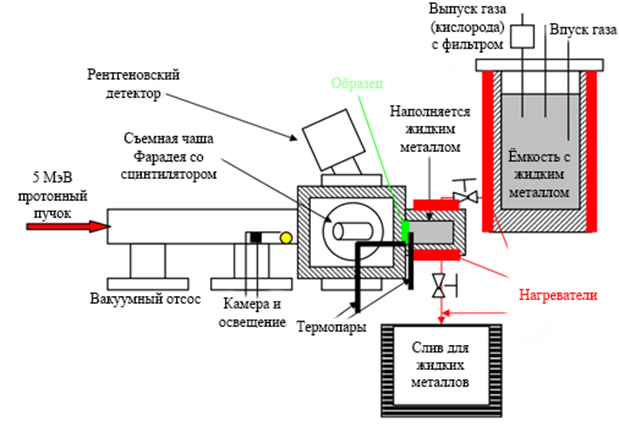 Выпуск газа
(кислорода)
с фильтром
Впуск газа
Рентгеновский
детектор
Образец
Наполняется
жидким
металлом
Ёмкость с
жидким
металлом
Съемная чаша
Фарадея со
сцинтилятором
5 МэВ
протонный
пучок
Вакуумный отсос
Камера и
освещение
Термопары
Нагреватели
Слив для
жидких
металлов